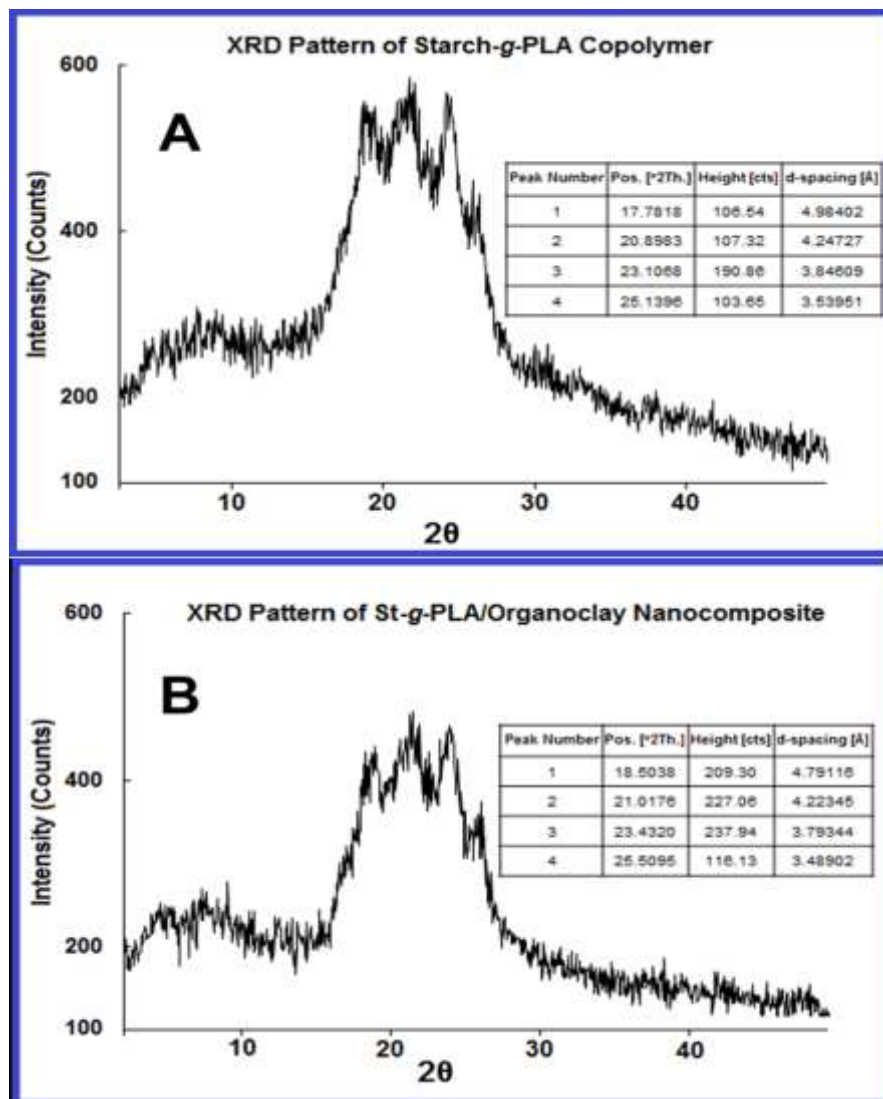 XRD Pattern of Starch-g-PLA Copolymer
600
A
Peak Number Pos. [°2Th.] Height [cts] d-spacing [Å]
1 17.7818 106.54 4.98402
2 20.8983 107.32 4.24727
3 23.1068 190.86 3.84609
4 25.1396 103.65 3.53951
400
Intensity (Counts)
200
100
10 20 30 40
2θ
XRD Pattern of St-g-PLA/Organoclay Nanocomposite
600
B
Peak Number Pos. [°2Th.] Height [cts] d-spacing [Å]
1 18.5038 209.30 4.79116
2 21.0176 227.06 4.22345
3 23.4320 237.94 3.79344
4 25.5095 116.13 3.48902
400
Intensity (Counts)
200
100
10 20 30 40
2θ